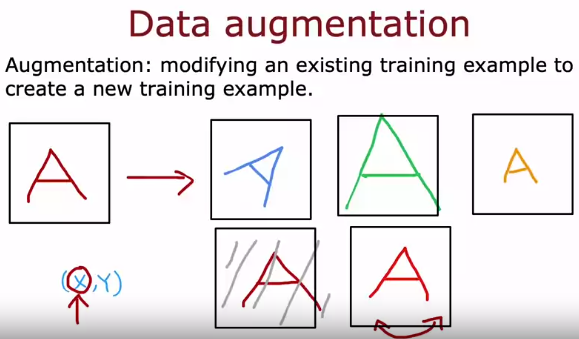 Data augmentation
Augmentation: modifying an existing training example to
create a new training example.
A
A
A
A
A
A
(X,Y)